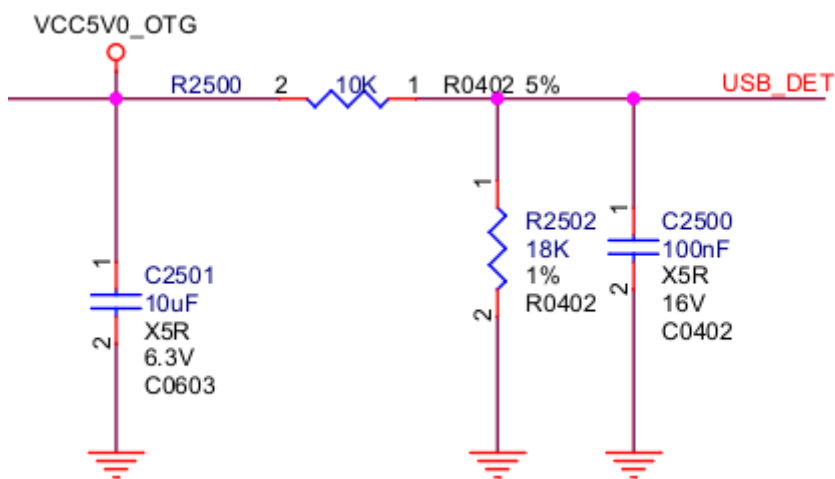 VCC5V0_OTG
R2500 2 10K 1 R0402 5% USB_DET
1
C2501
10uF
X5R
6.3V
C0603
2
1
R2502
18K
1%
R0402
2
1
C2500
100nF
X5R
16V
C0402
2